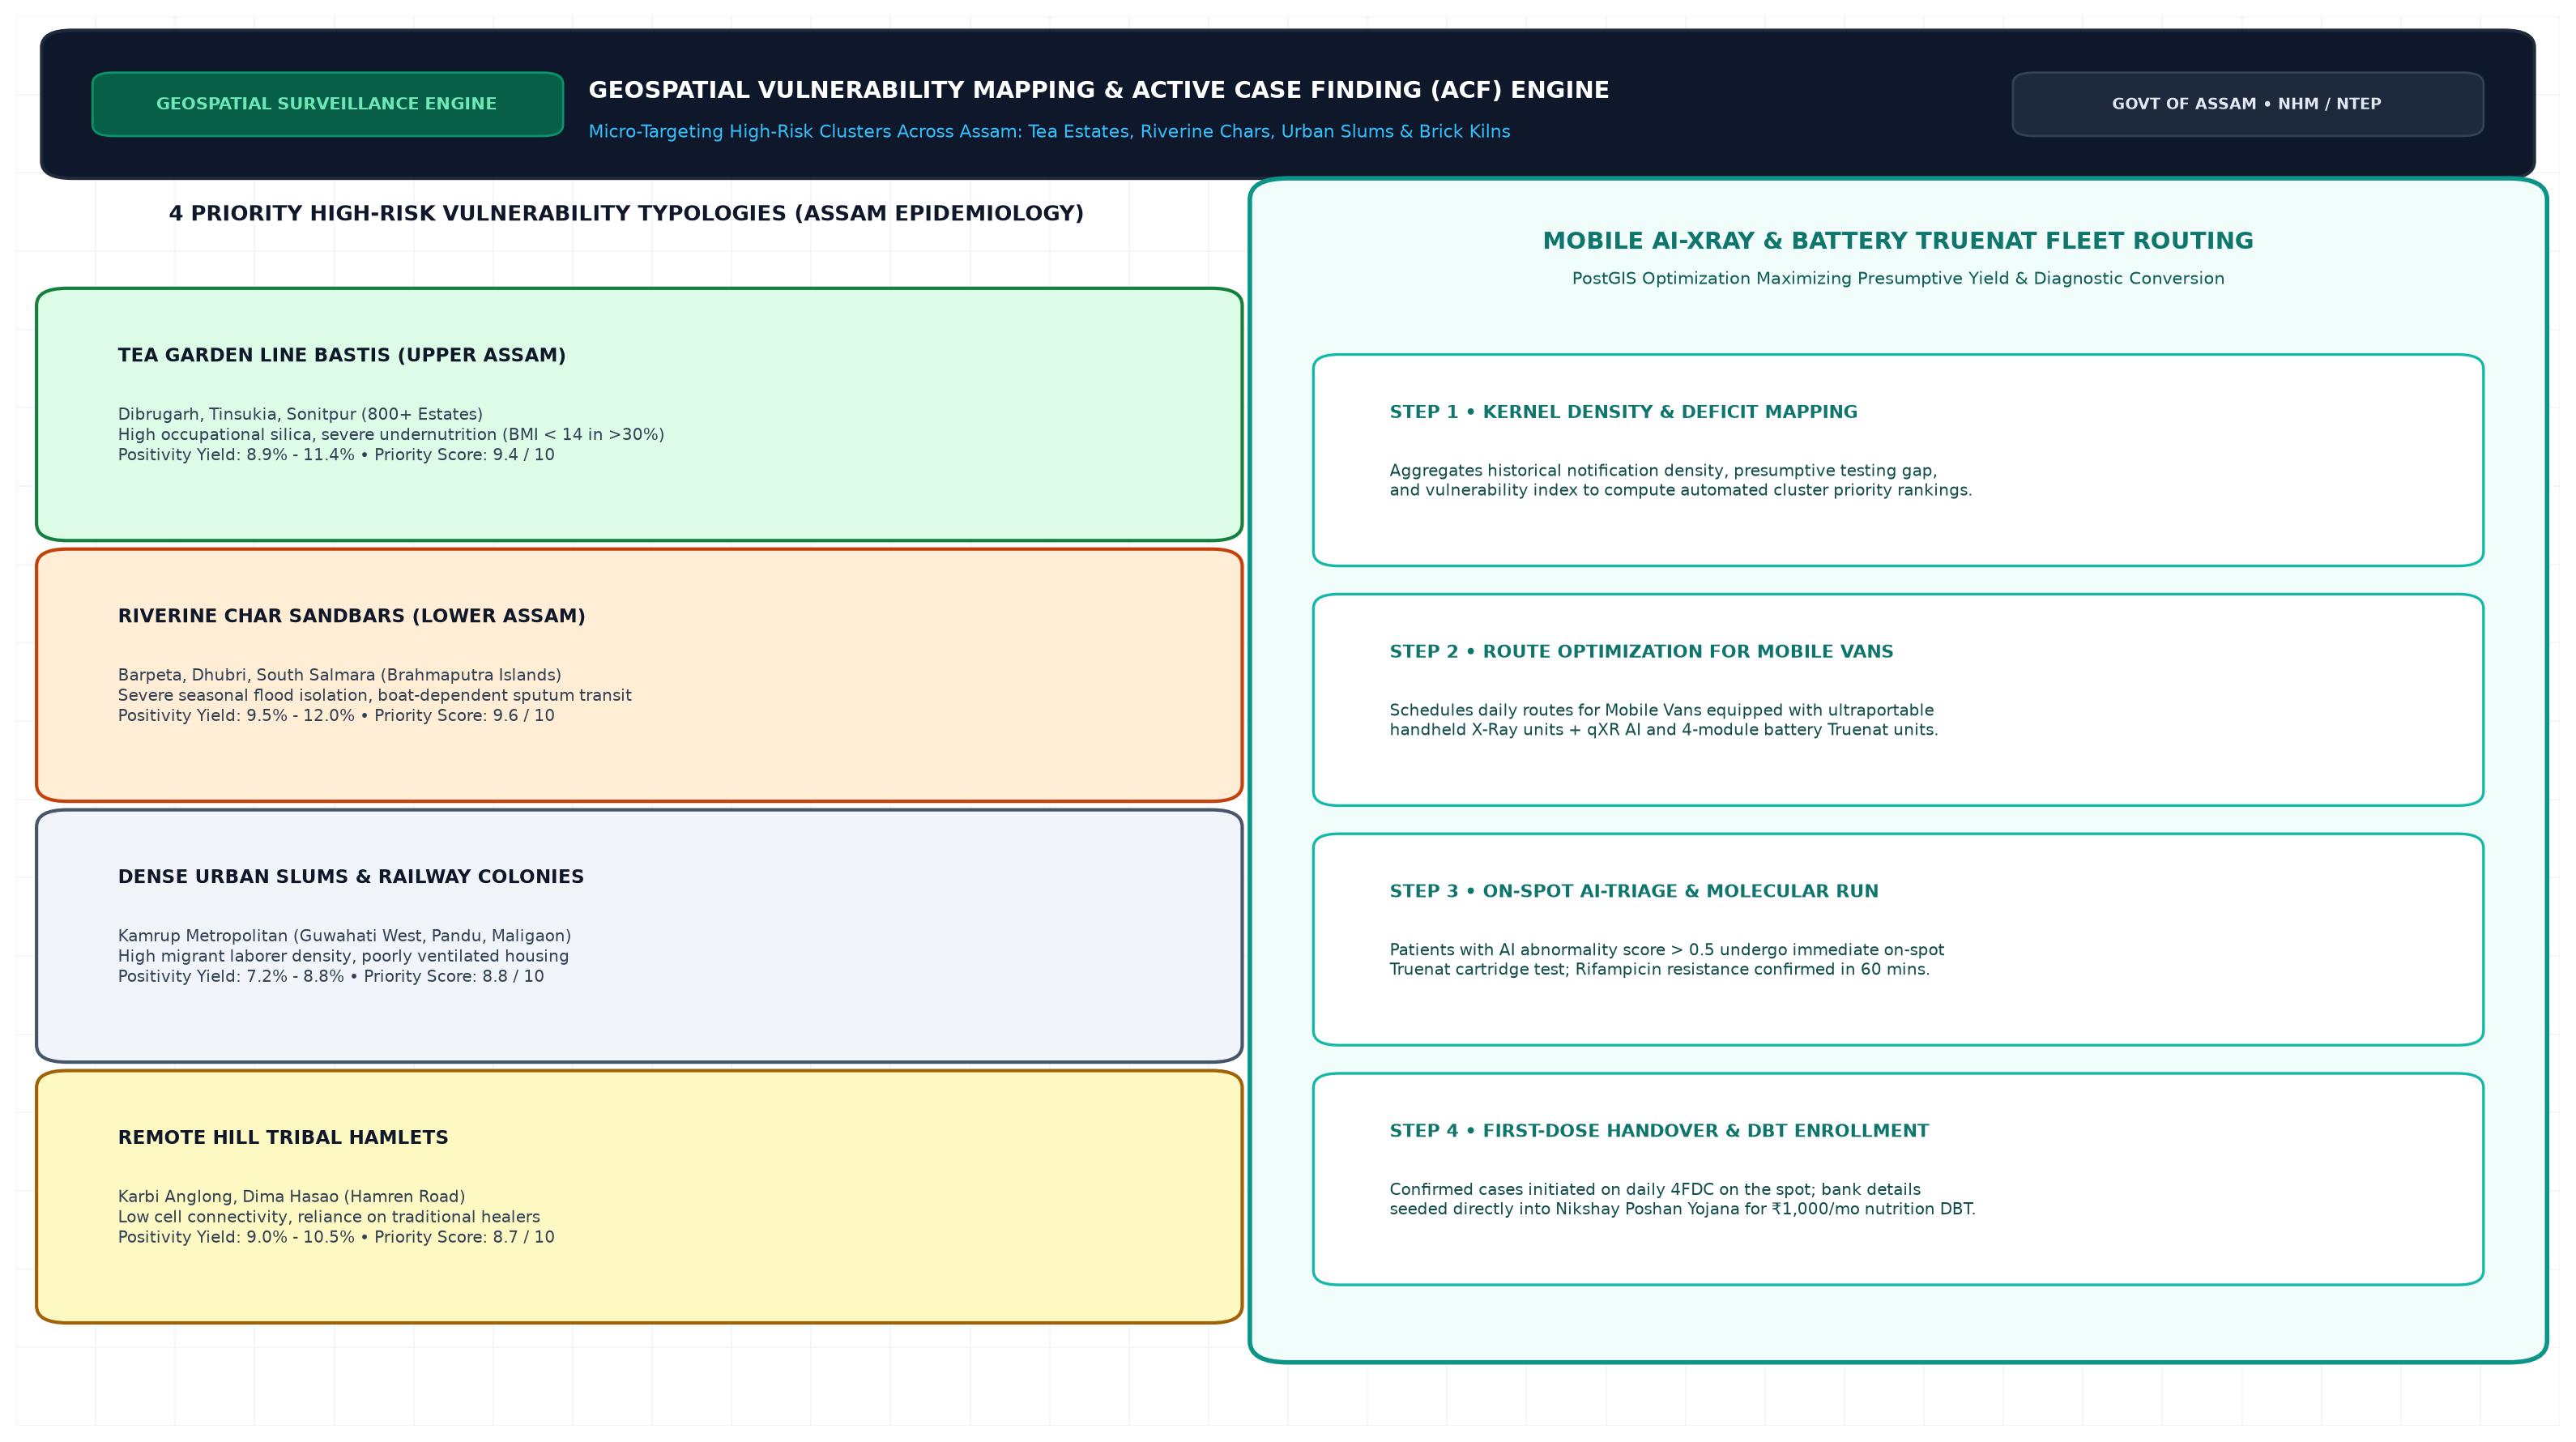 GEOSPATIAL SURVEILLANCE ENGINE
GEOSPATIAL VULNERABILITY MAPPING & ACTIVE CASE FINDING (ACF) ENGINE
Micro-Targeting High-Risk Clusters Across Assam: Tea Estates, Riverine Chars, Urban Slums & Brick Kilns
GOVT OF ASSAM • NHM / NTEP
4 PRIORITY HIGH-RISK VULNERABILITY TYPOLOGIES (ASSAM EPIDEMIOLOGY)
TEA GARDEN LINE BASTIS (UPPER ASSAM)
Dibrugarh, Tinsukia, Sonitpur (800+ Estates)
High occupational silica, severe undernutrition (BMI < 14 in >30%)
Positivity Yield: 8.9% - 11.4% • Priority Score: 9.4 / 10
RIVERINE CHAR SANDBARS (LOWER ASSAM)
Barpeta, Dhubri, South Salmara (Brahmaputra Islands)
Severe seasonal flood isolation, boat-dependent sputum transit
Positivity Yield: 9.5% - 12.0% • Priority Score: 9.6 / 10
DENSE URBAN SLUMS & RAILWAY COLONIES
Kamrup Metropolitan (Guwahati West, Pandu, Maligaon)
High migrant laborer density, poorly ventilated housing
Positivity Yield: 7.2% - 8.8% • Priority Score: 8.8 / 10
REMOTE HILL TRIBAL HAMLETS
Karbi Anglong, Dima Hasao (Hamren Road)
Low cell connectivity, reliance on traditional healers
Positivity Yield: 9.0% - 10.5% • Priority Score: 8.7 / 10
MOBILE AI-XRAY & BATTERY TRUENAT FLEET ROUTING
PostGIS Optimization Maximizing Presumptive Yield & Diagnostic Conversion
STEP 1 • KERNEL DENSITY & DEFICIT MAPPING
Aggregates historical notification density, presumptive testing gap,
and vulnerability index to compute automated cluster priority rankings.
STEP 2 • ROUTE OPTIMIZATION FOR MOBILE VANS
Schedules daily routes for Mobile Vans equipped with ultraportable
handheld X-Ray units + qXR AI and 4-module battery Truenat units.
STEP 3 • ON-SPOT AI-TRIAGE & MOLECULAR RUN
Patients with AI abnormality score > 0.5 undergo immediate on-spot
Truenat cartridge test; Rifampicin resistance confirmed in 60 mins.
STEP 4 • FIRST-DOSE HANDOVER & DBT ENROLLMENT
Confirmed cases initiated on daily 4FDC on the spot; bank details
seeded directly into Nikshay Poshan Yojana for ₹1,000/mo nutrition DBT.